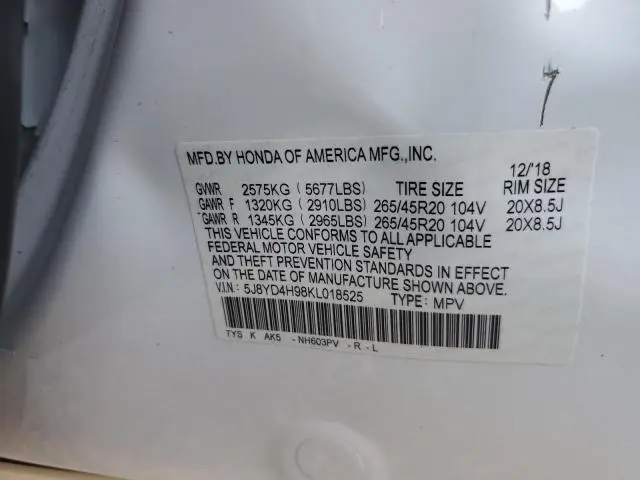 MFD.BY HONDA OF AMERICA MFG.,INC. 12/'18
GVWR 2575KG ( 5677LBS) TIRE SIZE RIM SIZE
GAWR F 1320KG ( 2910LBS) 265/45R20 104V 20X8.5J
GAWR R 1345KG ( 2965LBS) 265/45R20 104V 20X8.5J
THIS VEHICLE CONFORMS TO ALL APPLICABLE
FEDERAL MOTOR VEHICLE SAFETY
AND THEFT PREVENTION STANDARDS IN EFFECT
ON THE DATE OF MANUFACTURE SHOWN ABOVE.
V.I.N.: 5J8YD4H98KL018525 TYPE: MPV
TYS K AK5 -NH603PV -R -L